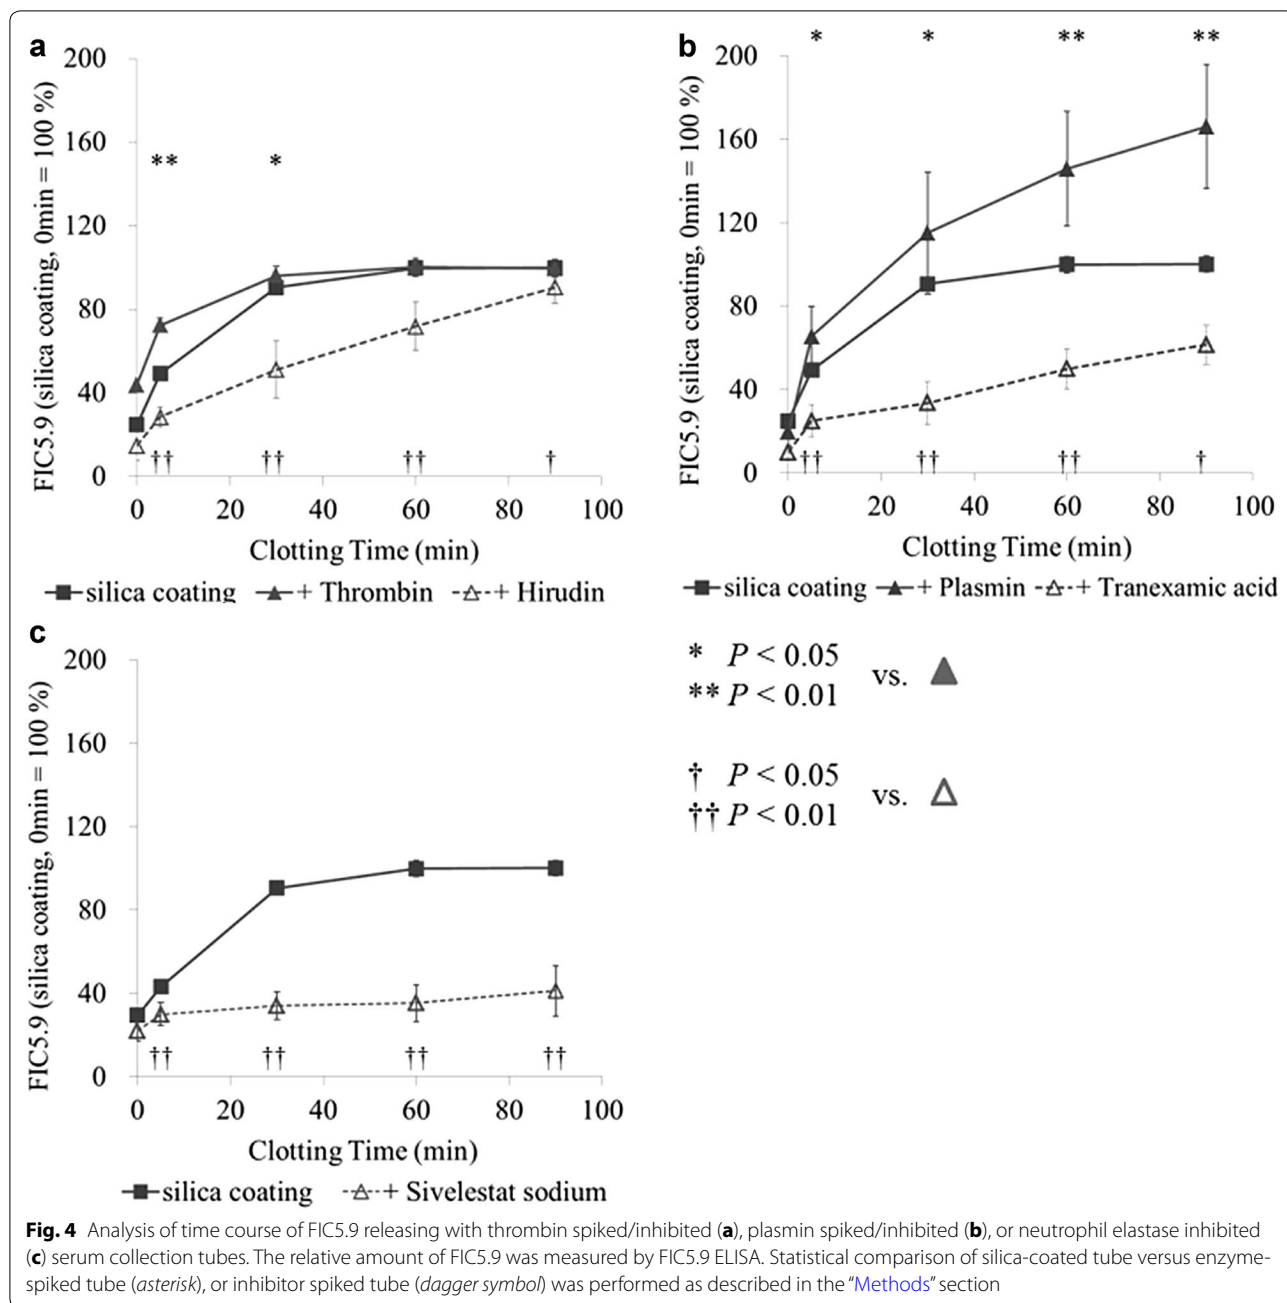 a
FIC5.9 (silica coating, 0min = 100 %)
200
160
120
80
40
0
** *
†† †† †† †
0 20 40 60 80 100
Clotting Time (min)
silica coating + Thrombin + Hirudin
b
FIC5.9 (silica coating, 0min = 100 %)
* * ** **
200
160
120
80
40
0
†† †† †† †
0 20 40 60 80 100
Clotting Time (min)
silica coating + Plasmin + Tranexamic acid
c
FIC5.9 (silica coating, 0min = 100 %)
200
160
120
80
40
0
†† †† †† ††
0 20 40 60 80 100
Clotting Time (min)
silica coating + Sivelestat sodium
* P < 0.05
** P < 0.01
vs.
† P < 0.05
†† P < 0.01
vs.
Fig. 4 Analysis of time course of FIC5.9 releasing with thrombin spiked/inhibited (a), plasmin spiked/inhibited (b), or neutrophil elastase inhibited
(c) serum collection tubes. The relative amount of FIC5.9 was measured by FIC5.9 ELISA. Statistical comparison of silica-coated tube versus enzyme-
spiked tube (asterisk), or inhibitor spiked tube (dagger symbol) was performed as described in the “Methods” section